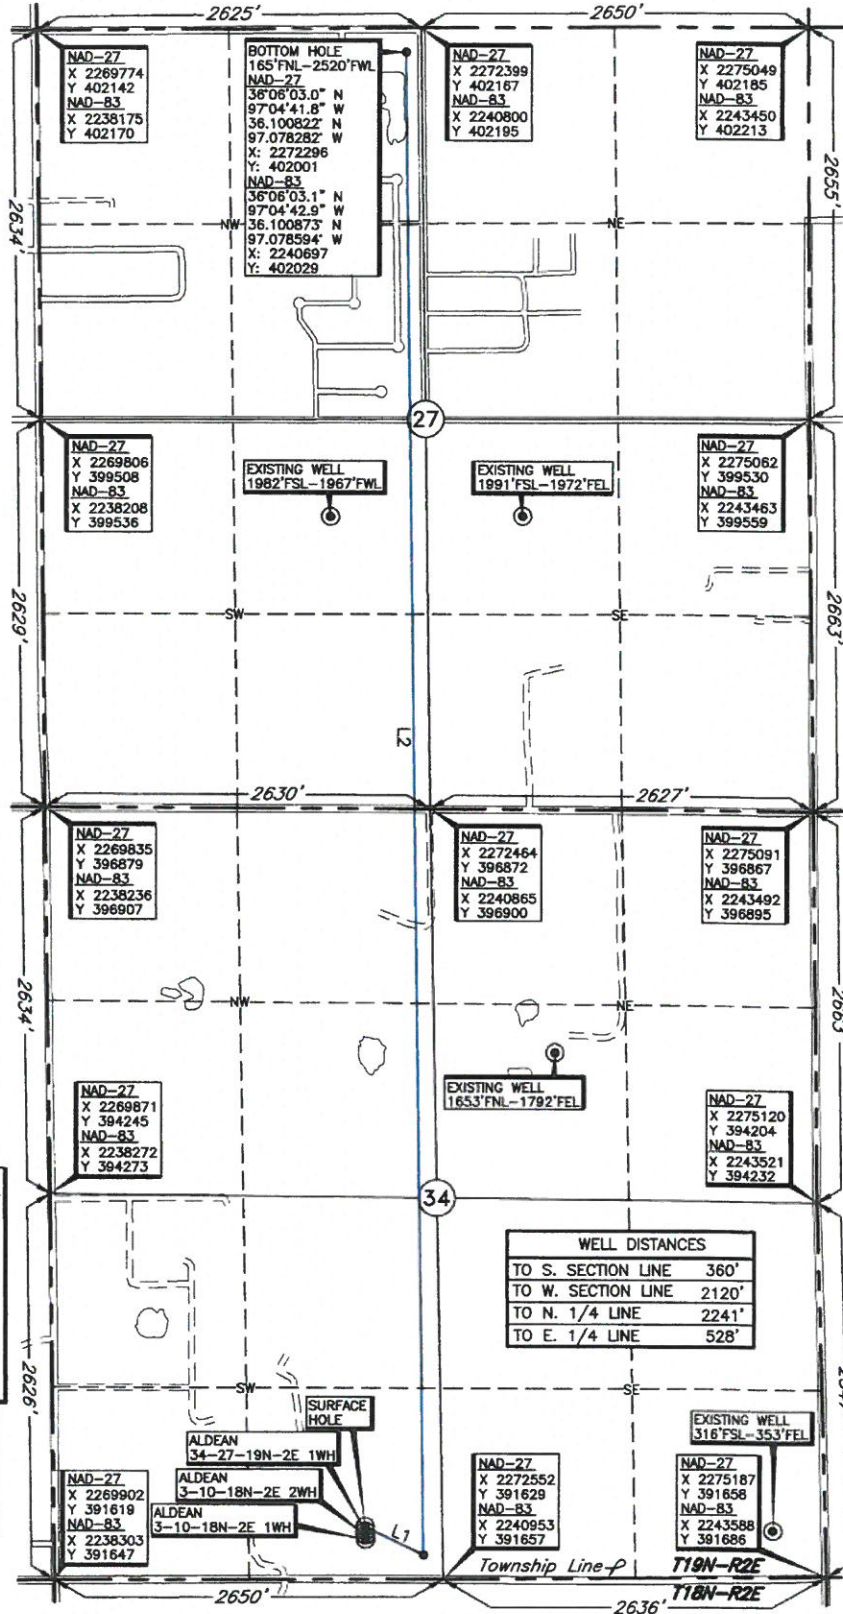 2625'
2650'
NAD-27
X 2269774
Y 402142
NAD-83
X 2238175
Y 402170
BOTTOM HOLE
165'FNL-2520'FWL
NAD-27
36°06'03.0" N
97°04'41.8" W
36.100822° N
97.078282° W
X: 2272296
Y: 402001
NAD-83
36°06'03.1" N
97°04'42.9" W
36.100873° N
97.078594° W
X: 2240697
Y: 402029
NAD-27
X 2272399
Y 402167
NAD-83
X 2240800
Y 402195
NAD-27
X 2275049
Y 402185
NAD-83
X 2243450
Y 402213
2634'
2655'
NW
NE
27
NAD-27
X 2269806
Y 399508
NAD-83
X 2238208
Y 399536
EXISTING WELL
1982'FSL-1967'FWL
EXISTING WELL
1991'FSL-1972'FEL
NAD-27
X 2275062
Y 399530
NAD-83
X 2243463
Y 399559
2629'
2663'
SW
SE
L2
2630'
2627'
NAD-27
X 2269835
Y 396879
NAD-83
X 2238236
Y 396907
NAD-27
X 2272464
Y 396872
NAD-83
X 2240865
Y 396900
NAD-27
X 2275091
Y 396867
NAD-83
X 2243492
Y 396895
2634'
2663'
NW
NE
EXISTING WELL
1653'FNL-1792'FEL
NAD-27
X 2269871
Y 394245
NAD-83
X 2238272
Y 394273
NAD-27
X 2275120
Y 394204
NAD-83
X 2243521
Y 394232
34
WELL DISTANCES
TO S. SECTION LINE 360'
TO W. SECTION LINE 2120'
TO N. 1/4 LINE 2241'
TO E. 1/4 LINE 528'
2626'
SW
SE
SURFACE
HOLE
ALDEAN
34-27-19N-2E 1WH
ALDEAN
3-10-18N-2E 2WH
ALDEAN
3-10-18N-2E 1WH
L1
EXISTING WELL
316'FSL-353'FEL
NAD-27
X 2269902
Y 391619
NAD-83
X 2238303
Y 391647
NAD-27
X 2272552
Y 391629
NAD-83
X 2240953
Y 391657
NAD-27
X 2275187
Y 391658
NAD-83
X 2243588
Y 391686
Township Line
T19N-R2E
T18N-R2E
2650'
2636'